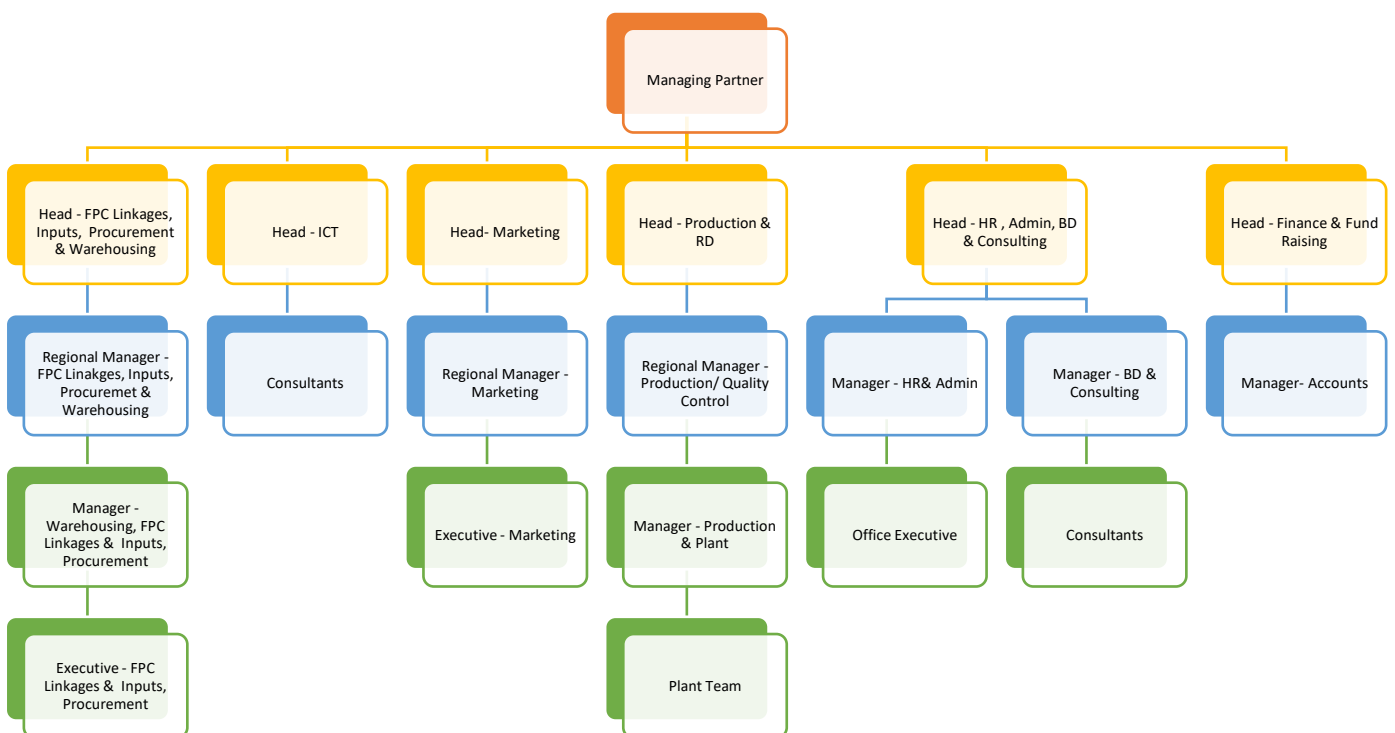 Managing Partner
Head - FPC Linkages,
Inputs, Procurement
& Warehousing
Head - ICT
Head- Marketing
Head - Production &
RD
Head - HR , Admin, BD
& Consulting
Head - Finance & Fund
Raising
Regional Manager -
FPC Linakges, Inputs,
Procuremet &
Warehousing
Consultants
Regional Manager -
Marketing
Regional Manager -
Production/ Quality
Control
Manager - HR& Admin
Manager - BD &
Consulting
Manager- Accounts
Manager -
Warehousing, FPC
Linkages & Inputs,
Procurement
Executive - Marketing
Manager - Production
& Plant
Office Executive
Consultants
Executive - FPC
Linkages & Inputs,
Procurement
Plant Team